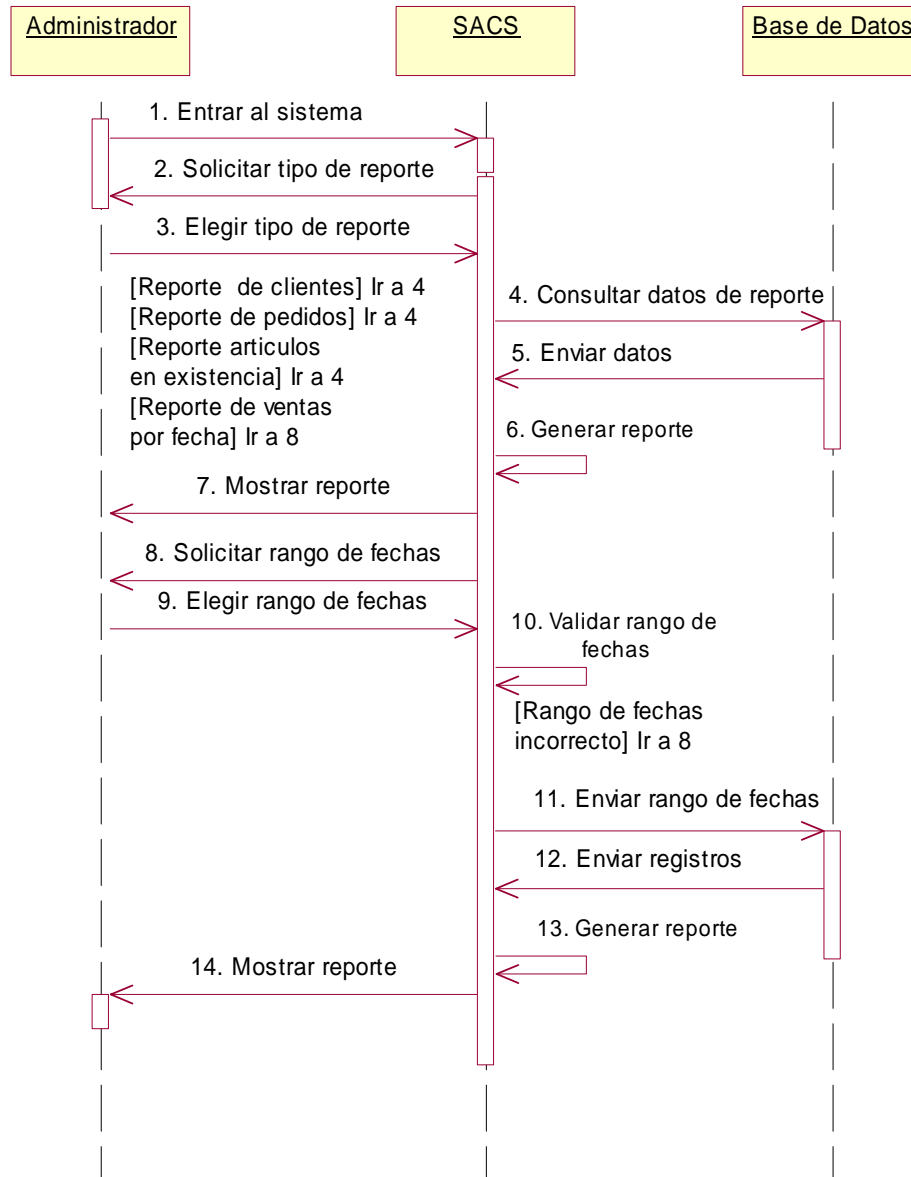 Administrador
SACS
Base de Datos
1. Entrar al sistema
2. Solicitar tipo de reporte
3. Elegir tipo de reporte
[Reporte de clientes] Ir a 4
[Reporte de pedidos] Ir a 4
[Reporte articulos
en existencia] Ir a 4
[Reporte de ventas
por fecha] Ir a 8
4. Consultar datos de reporte
5. Enviar datos
6. Generar reporte
7. Mostrar reporte
8. Solicitar rango de fechas
9. Elegir rango de fechas
10. Validar rango de
fechas
[Rango de fechas
incorrecto] Ir a 8
11. Enviar rango de fechas
12. Enviar registros
13. Generar reporte
14. Mostrar reporte